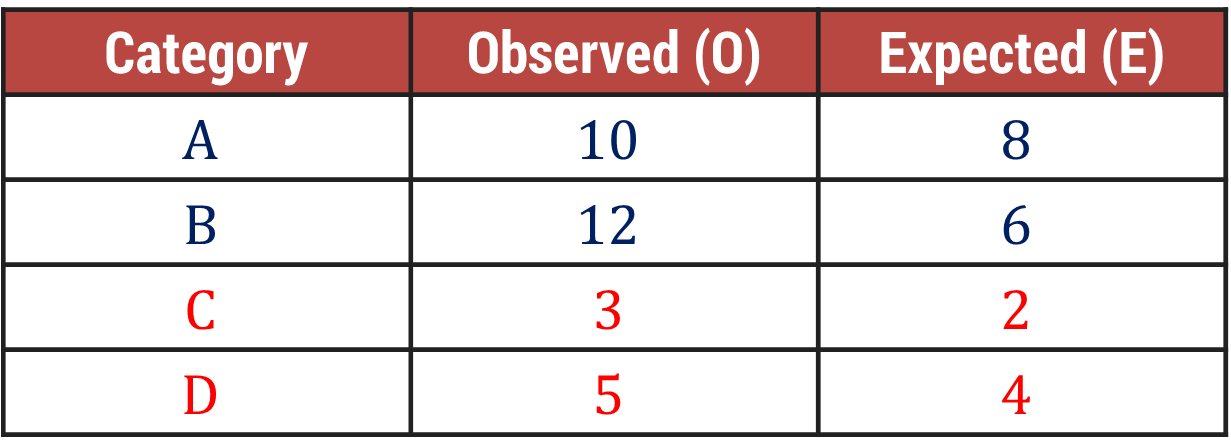 Category Observed (O) Expected (E)
A 10 8
B 12 6
C 3 2
D 5 4